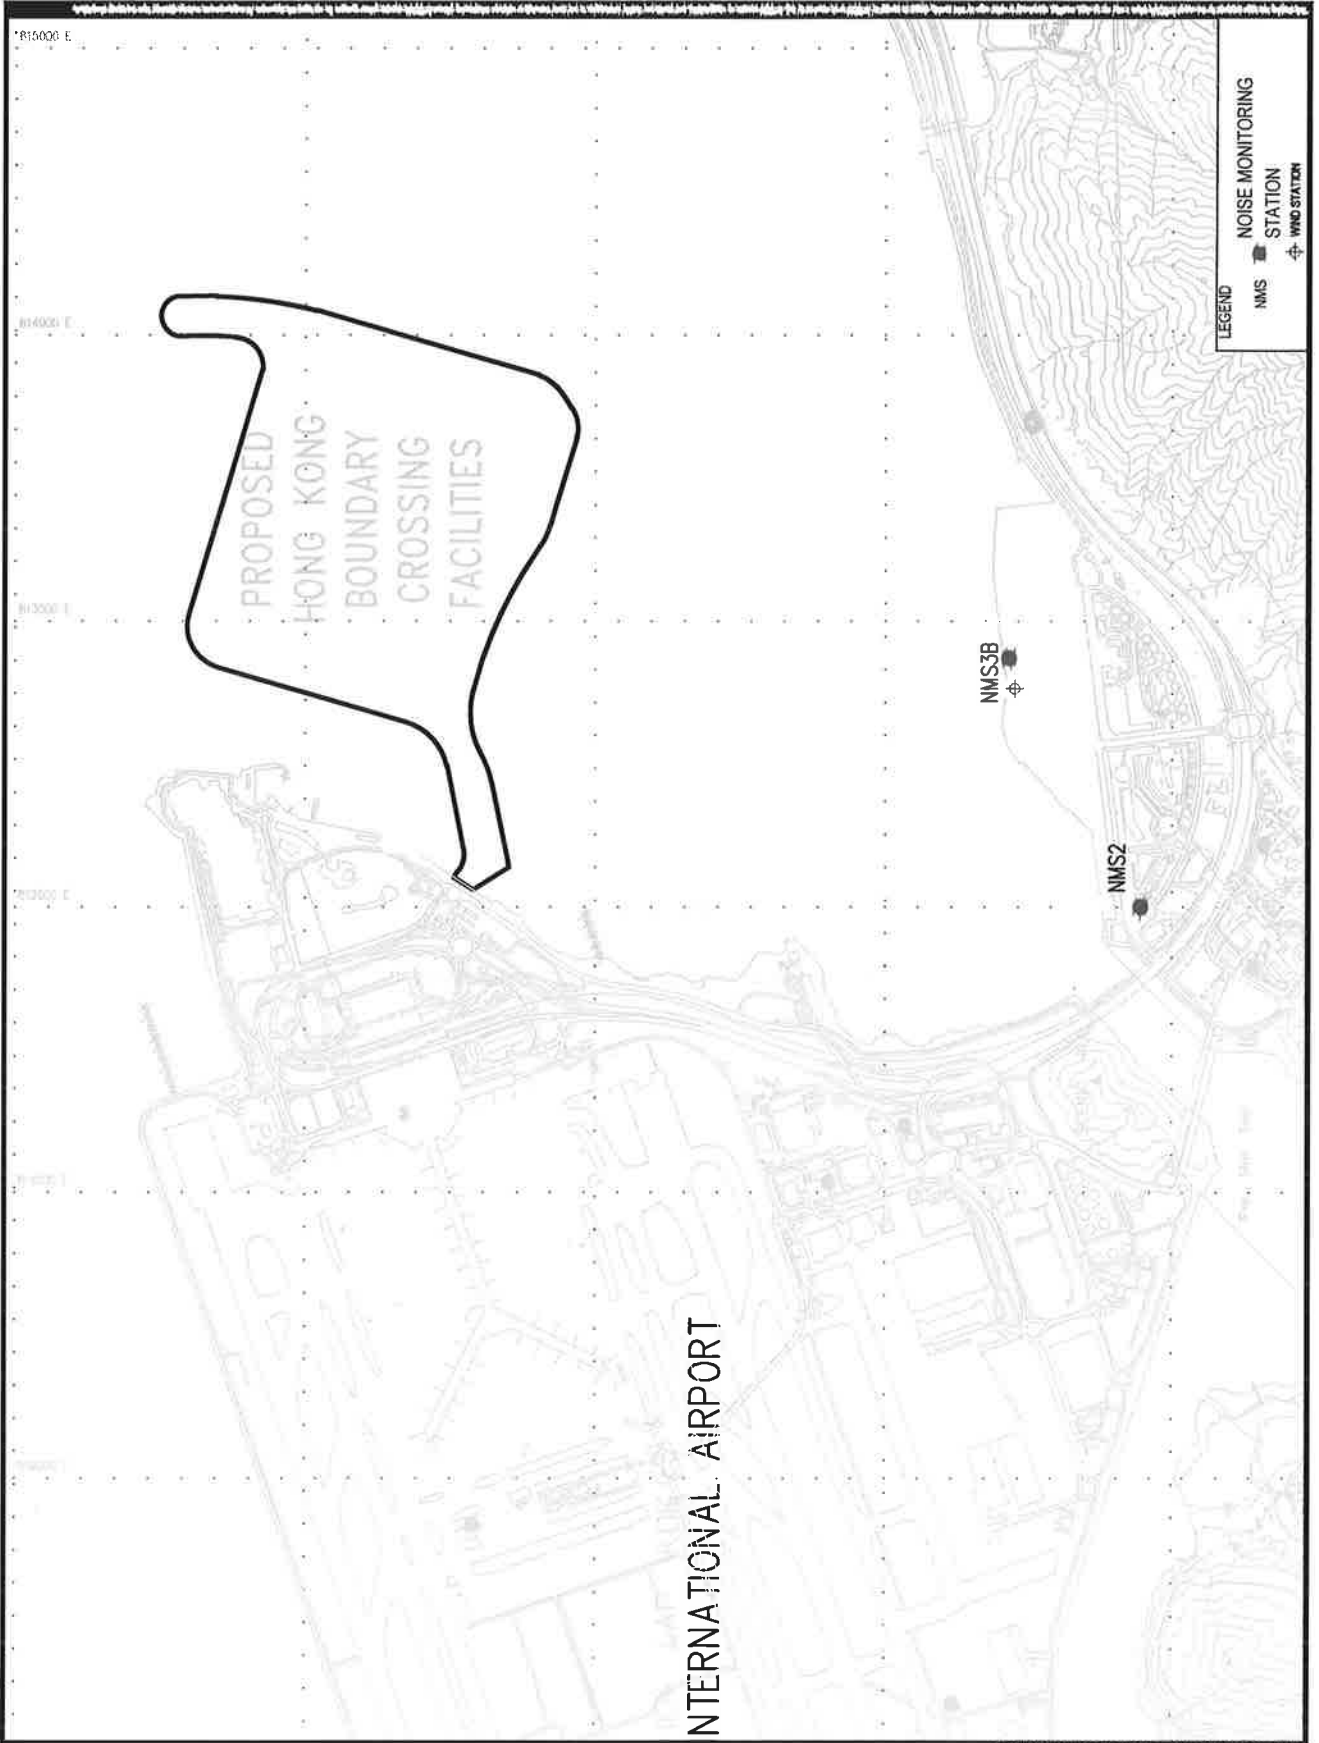 815000 E
814000 E
813000 E
812000 E
PROPOSED
HONG KONG
BOUNDARY
CROSSING
FACILITIES
NTERNATIONAL AIRPORT
NMS3B
NMS2
LEGEND
NMS NOISE MONITORING
STATION
WIND STATION